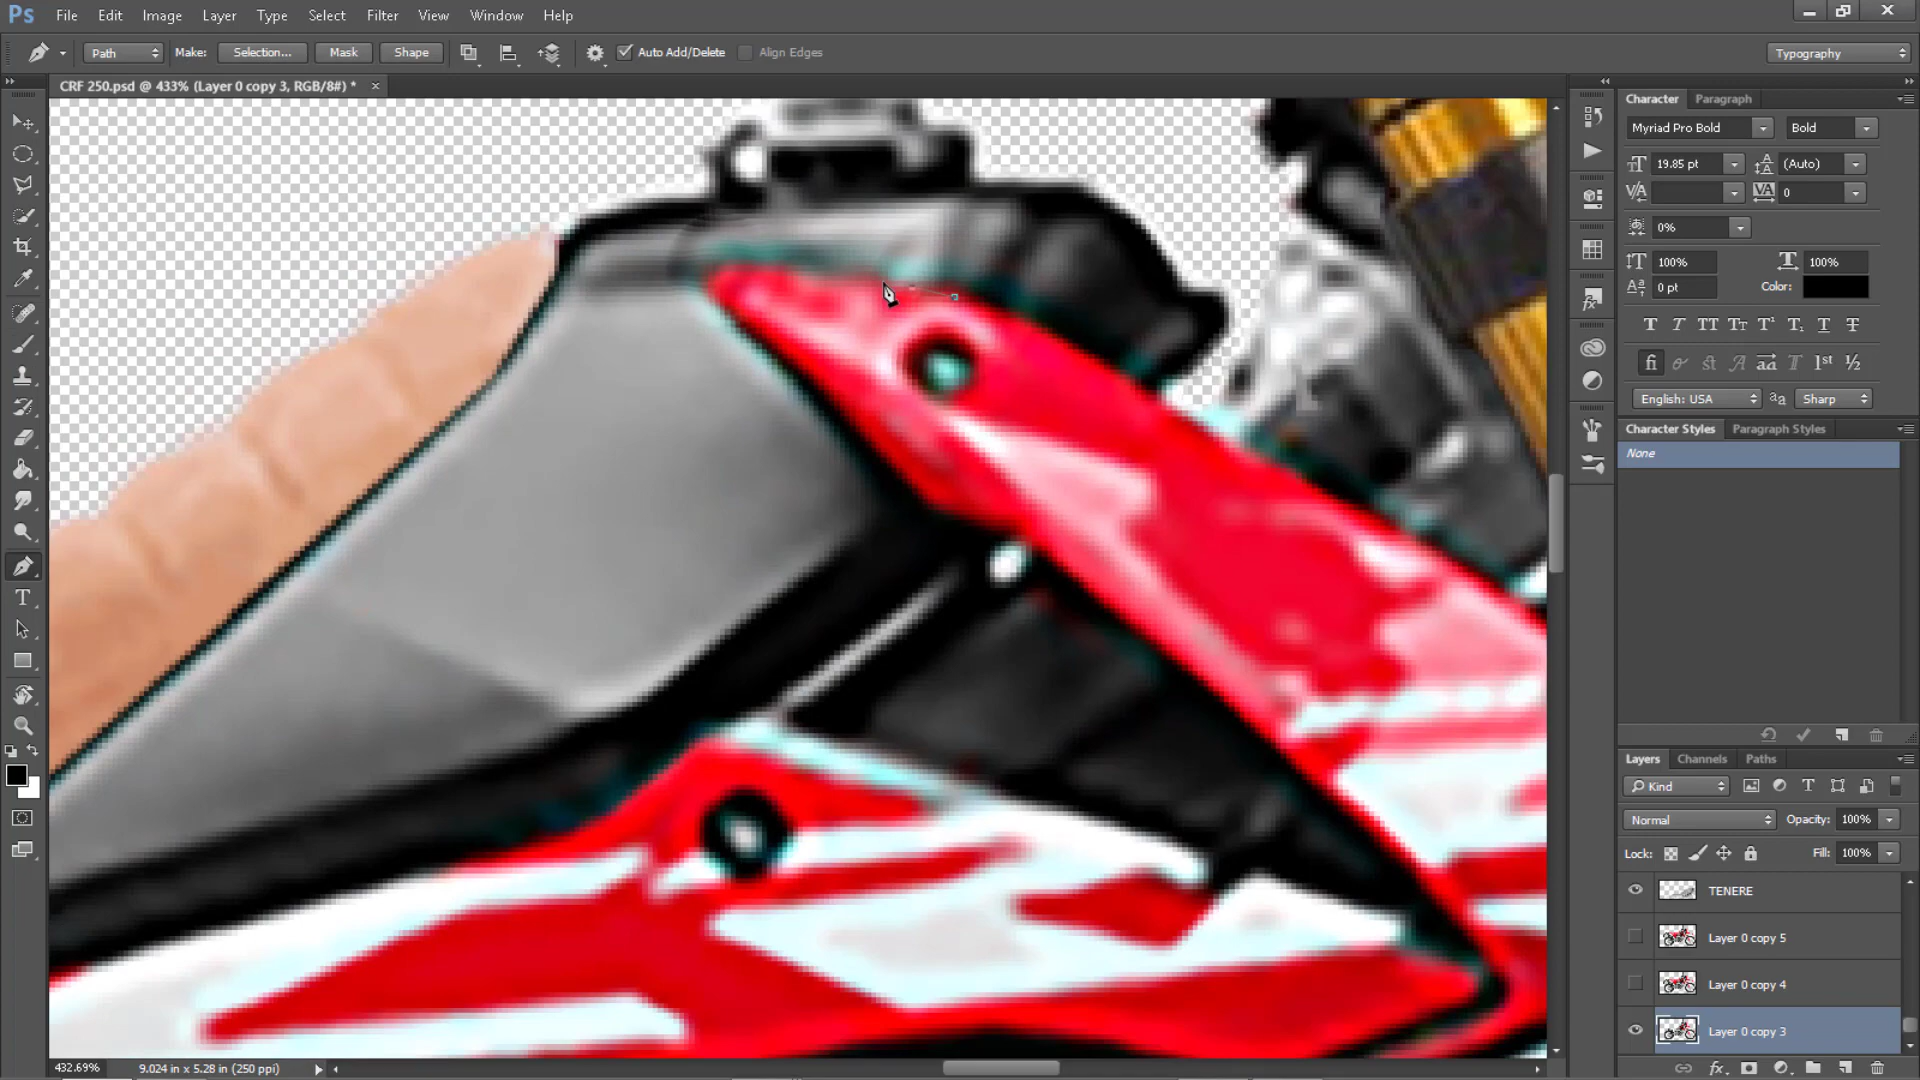 Ps File Edit Image Layer Type Select Filter View Window Help
Path Make: Selection... Mask Shape Auto Add/Delete Align Edges Typography
CRF 250.psd @ 433% (Layer 0 copy 3, RGB/8#) *
Character Paragraph
Myriad Pro Bold Bold
19.85 pt (Auto)
0
0%
100% 100%
0 pt Color:
English: USA Sharp
Character Styles Paragraph Styles
None
Layers Channels Paths
Kind
Normal Opacity: 100%
Lock: Fill: 100%
TENERE
Layer 0 copy 5
Layer 0 copy 4
Layer 0 copy 3
432.69% 9.024 in x 5.28 in (250 ppi)